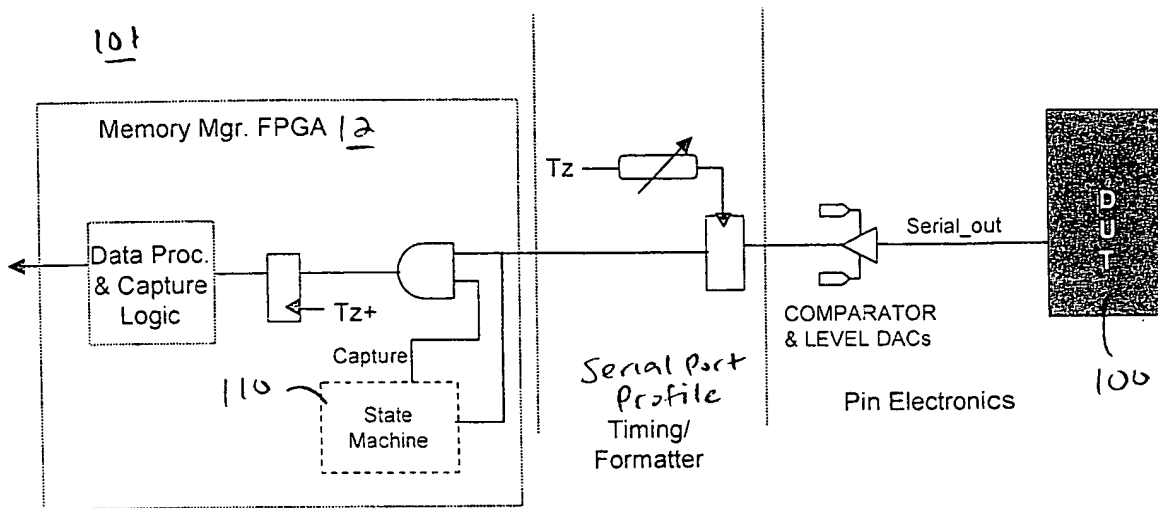 101
Memory Mgr. FPGA 12
Data Proc.
& Capture
Logic
Tz+
Capture
110
State
Machine
Tz
Serial Port
Profile
Timing/
Formatter
Serial_out
COMPARATOR
& LEVEL DACs
Pin Electronics
DUT
100